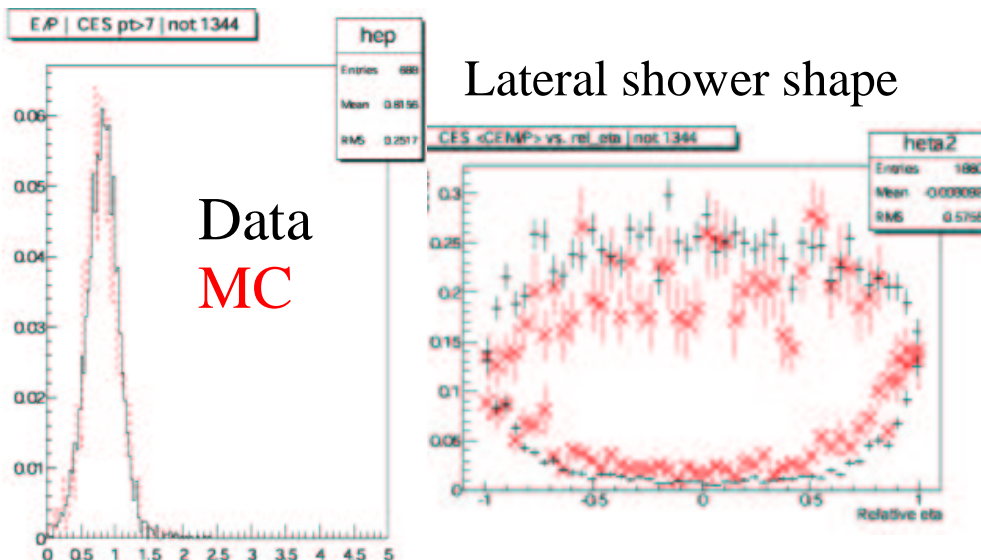 E/P | CES pt>7 | not 1344
hep
Entries 688
Mean 0.8156
RMS 0.2517
0.06
0.05
0.04
0.03
0.02
0.01
0
0 0.5 1 1.5 2 2.5 3 3.5 4 4.5 5
Data
MC
Lateral shower shape
CES <CEM/P> vs. rel_eta | not 1344
heta2
Entries
Mean
RMS
0.3
0.25
0.2
0.15
0.1
0.05
0
-1 -0.5 0 0.5 1
Relative eta